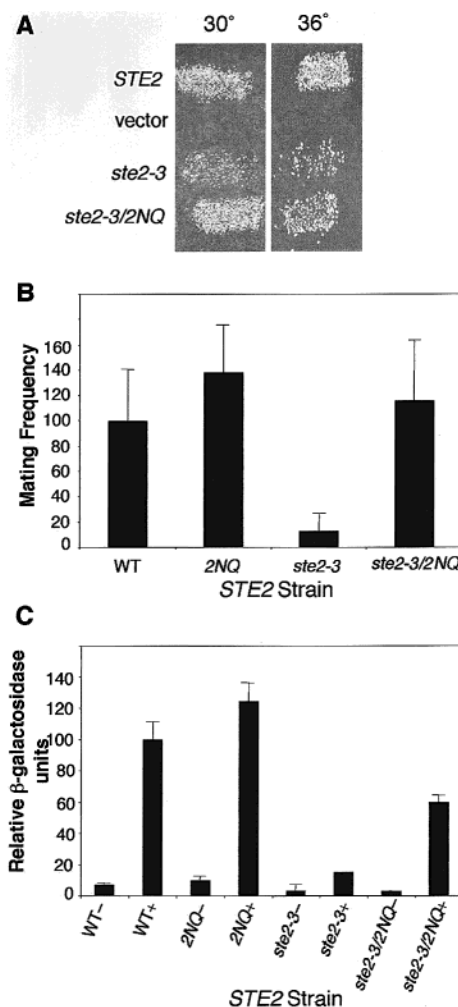 A
30° 36°
STE2
vector
ste2-3
ste2-3/2NQ
B
Mating Frequency
160
140
120
100
80
60
40
20
0
WT 2NQ ste2-3 ste2-3/2NQ
STE2 Strain
C
Relative β-galactosidase
units
140
120
100
80
60
40
20
0
WT– WT+ 2NQ– 2NQ+ ste2-3– ste2-3+ ste2-3/2NQ– ste2-3/2NQ+
STE2 Strain